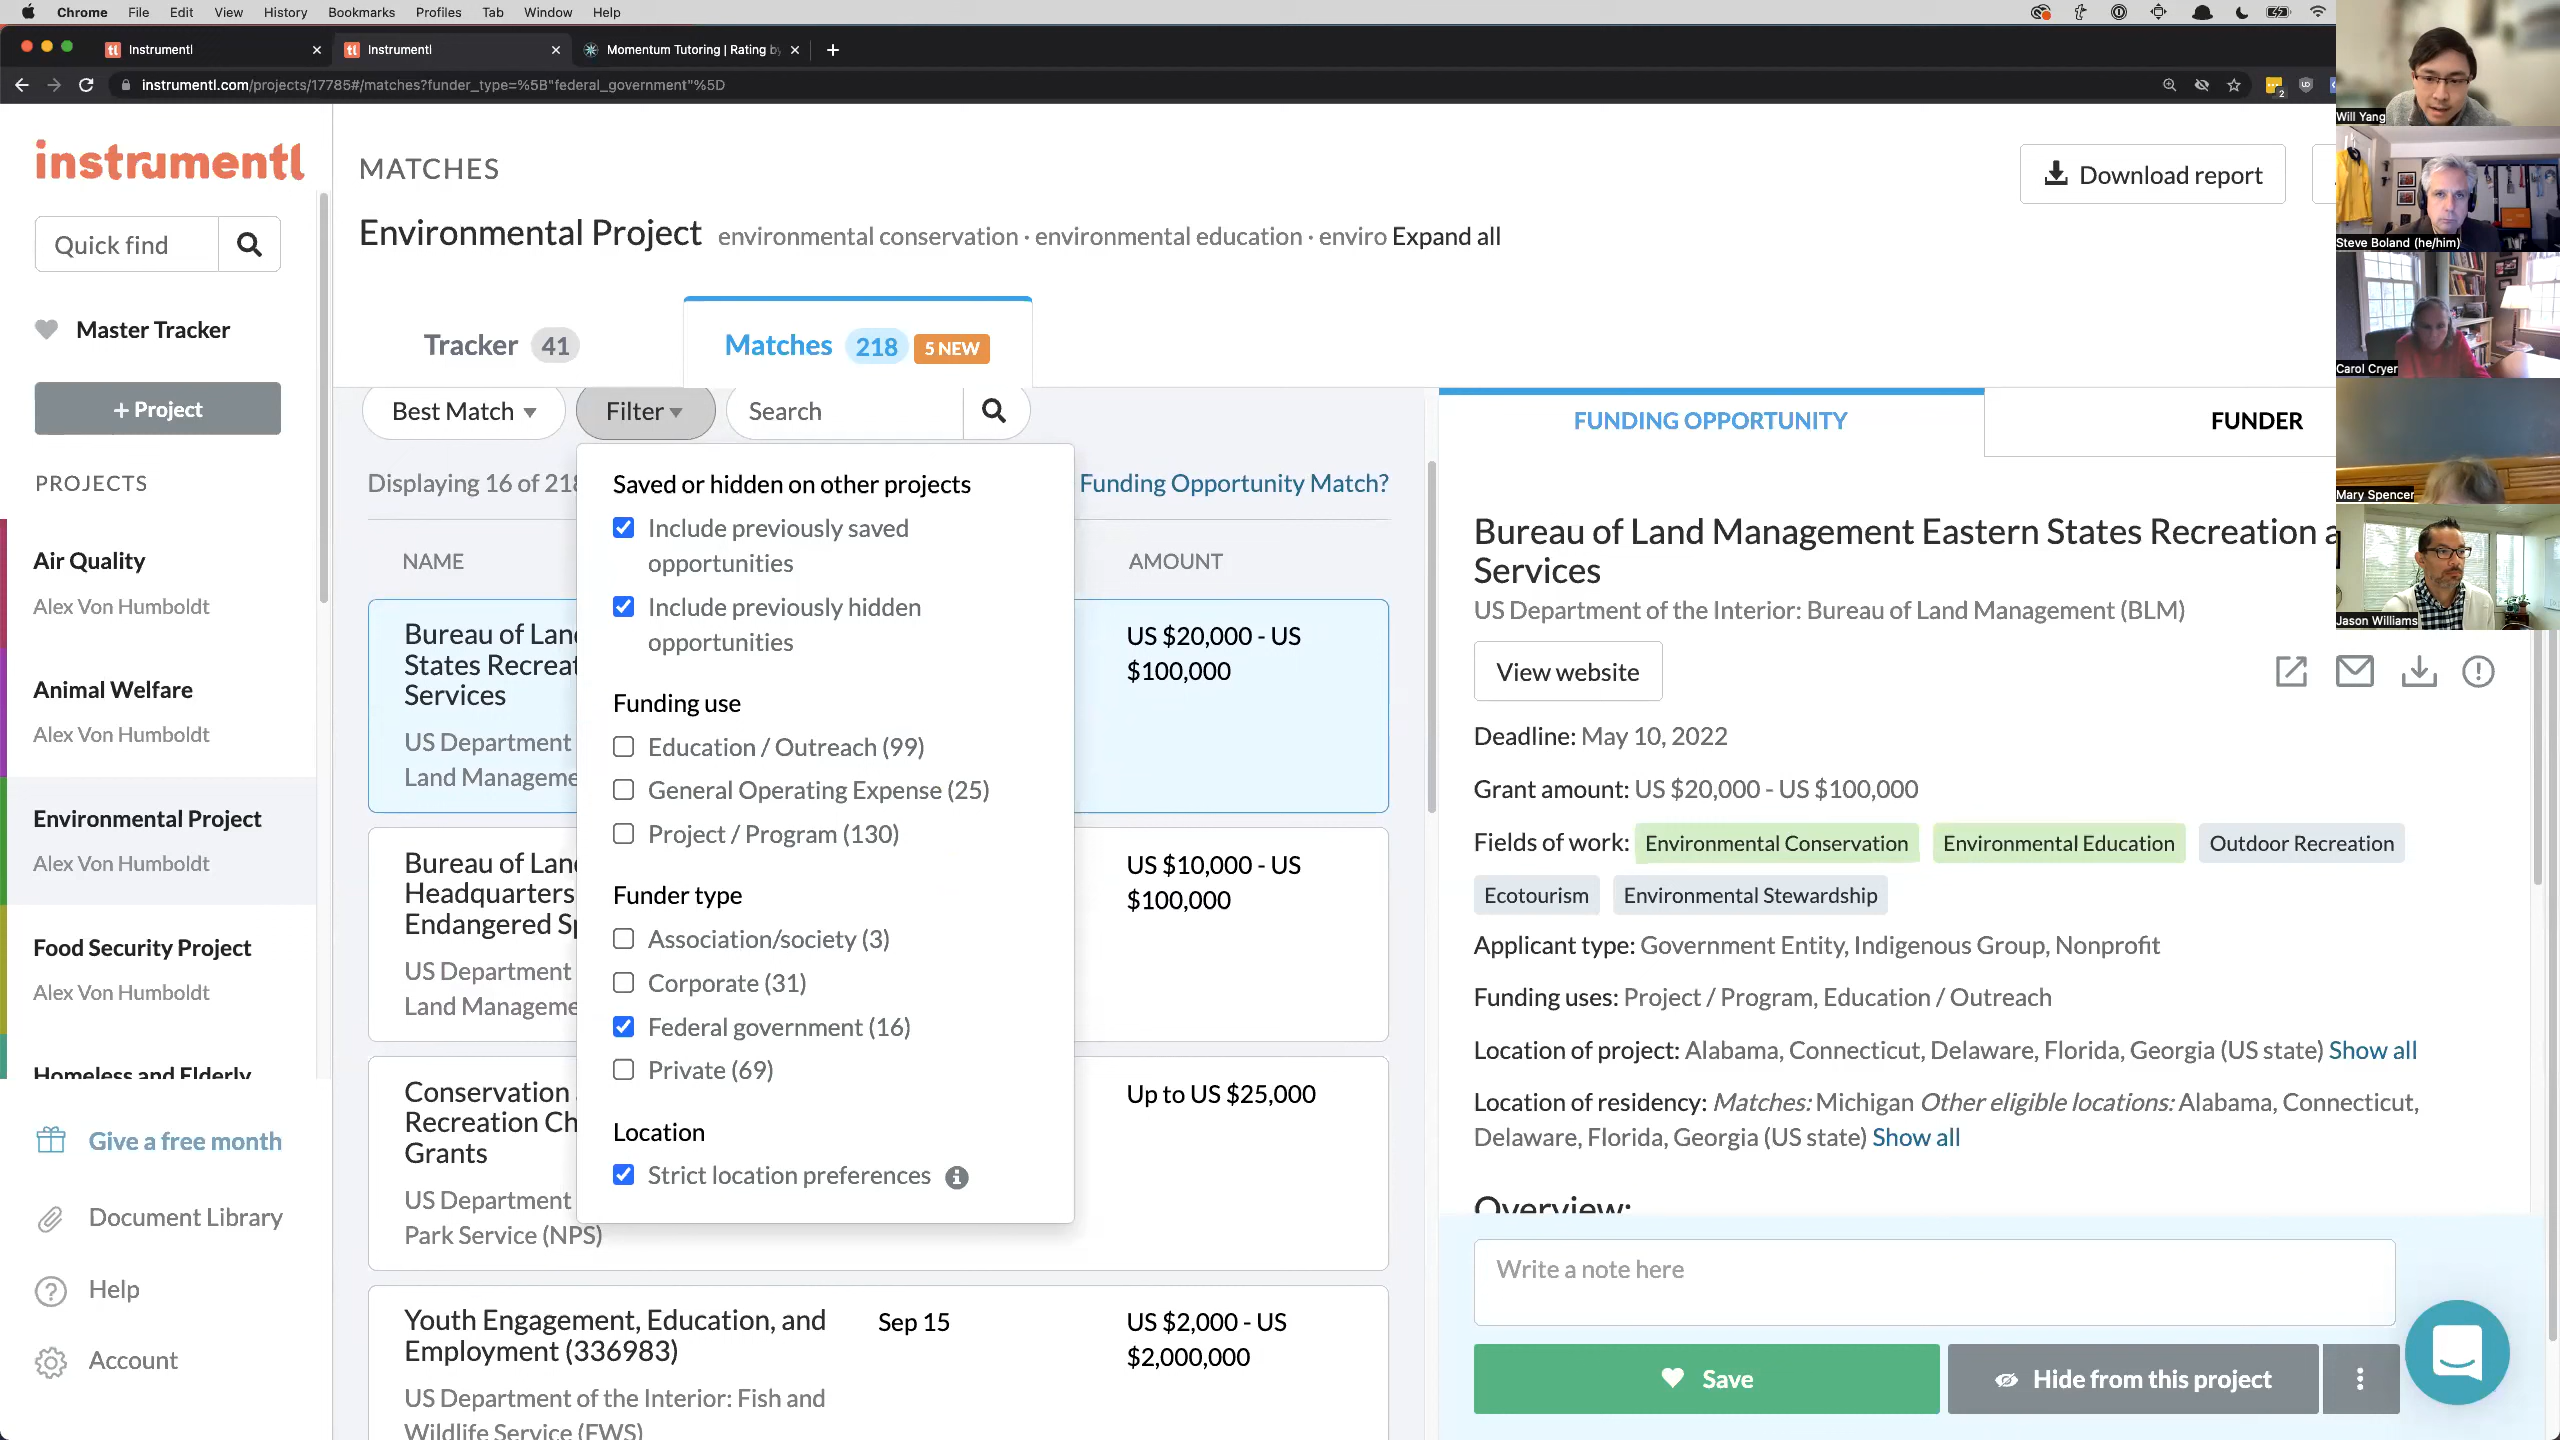 Chrome File Edit View History Bookmarks Profiles Tab Window Help
Instrumentl
Instrumentl
Momentum Tutoring | Rating by
instrumentl.com/projects/17785#/matches?funder_type=%5B"federal_government"%5D
instrumentl
Quick find
Master Tracker
+ Project
PROJECTS
Air Quality
Alex Von Humboldt
Animal Welfare
Alex Von Humboldt
Environmental Project
Alex Von Humboldt
Food Security Project
Alex Von Humboldt
Homeless and Elderly
Give a free month
Document Library
Help
Account
MATCHES
Download report
Environmental Project environmental conservation · environmental education · enviro Expand all
Tracker 41
Matches 218 5 NEW
Best Match
Filter
Search
Displaying 16 of 218
Funding Opportunity Match?
NAME
AMOUNT
Bureau of Lan
States Recrea
Services
US Department
Land Manageme
US $20,000 - US
$100,000
Bureau of Lan
Headquarters
Endangered Sp
US Department
Land Manageme
US $10,000 - US
$100,000
Conservation
Recreation Ch
Grants
US Department
Park Service (NPS)
Up to US $25,000
Youth Engagement, Education, and
Employment (336983)
US Department of the Interior: Fish and
Wildlife Service (FWS)
Sep 15
US $2,000 - US
$2,000,000
Saved or hidden on other projects
Include previously saved
opportunities
Include previously hidden
opportunities
Funding use
Education / Outreach (99)
General Operating Expense (25)
Project / Program (130)
Funder type
Association/society (3)
Corporate (31)
Federal government (16)
Private (69)
Location
Strict location preferences
FUNDING OPPORTUNITY
FUNDER
Bureau of Land Management Eastern States Recreation a
Services
US Department of the Interior: Bureau of Land Management (BLM)
View website
Deadline: May 10, 2022
Grant amount: US $20,000 - US $100,000
Fields of work: Environmental Conservation Environmental Education Outdoor Recreation
Ecotourism Environmental Stewardship
Applicant type: Government Entity, Indigenous Group, Nonprofit
Funding uses: Project / Program, Education / Outreach
Location of project: Alabama, Connecticut, Delaware, Florida, Georgia (US state) Show all
Location of residency: Matches: Michigan Other eligible locations: Alabama, Connecticut,
Delaware, Florida, Georgia (US state) Show all
Overview:
Write a note here
Save
Hide from this project
Will Yang
Steve Boland (he/him)
Carol Cryer
Mary Spencer
Jason Williams